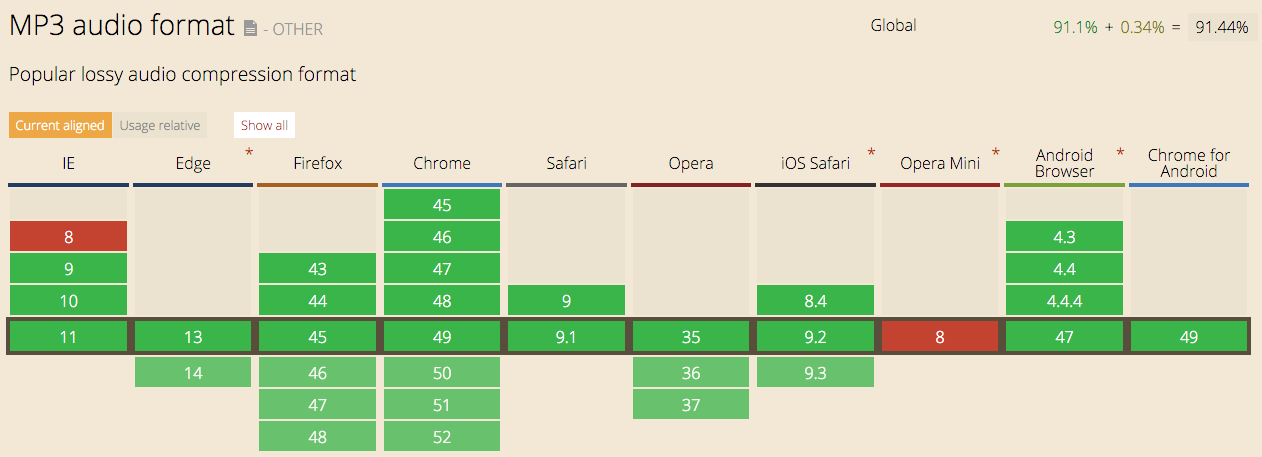 MP3 audio format - OTHER
Global 91.1% + 0.34% = 91.44%
Popular lossy audio compression format
Current aligned Usage relative Show all
IE Edge * Firefox Chrome Safari Opera iOS Safari * Opera Mini * Android Browser * Chrome for Android
45
8 46 4.3
9 43 47 4.4
10 44 48 9 8.4 4.4.4
11 13 45 49 9.1 35 9.2 8 47 49
14 46 50 36 9.3
47 51 37
48 52